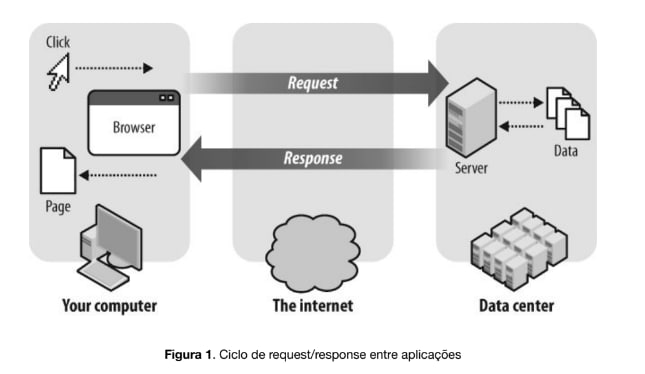 Click
Request
Browser
Response
Server
Data
Page
Your computer
The internet
Data center
Figura 1. Ciclo de request/response entre aplicações